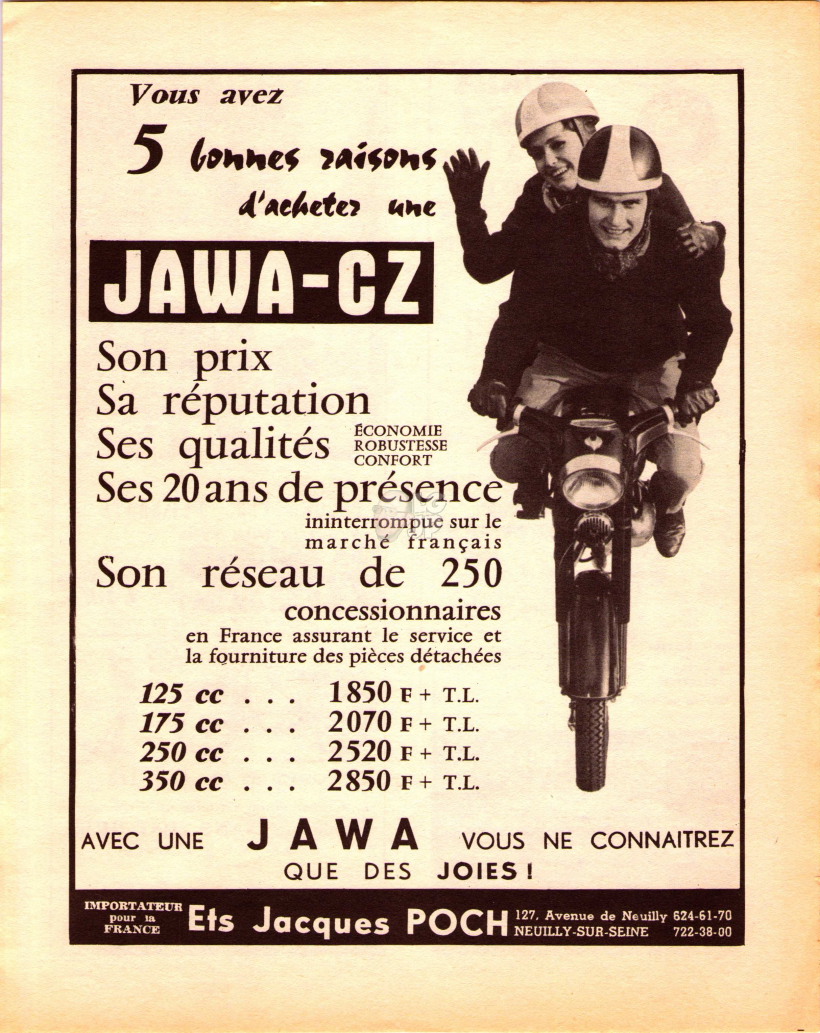 Vous avez
5 bonnes raisons
d'acheter une
JAWA-CZ
Son prix
Sa réputation
Ses qualités
ÉCONOMIE
ROBUSTESSE
CONFORT
Ses 20 ans de présence
ininterrompue sur le
marché français
Son réseau de 250
concessionnaires
en France assurant le service et
la fourniture des pièces détachées
125 cc . . . 1850 F + T.L.
175 cc . . . 2070 F + T.L.
250 cc . . . 2520 F + T.L.
350 cc . . . 2850 F + T.L.
AVEC UNE JAWA VOUS NE CONNAITREZ
QUE DES JOIES !
IMPORTATEUR
pour la
FRANCE
Ets Jacques POCH
127, Avenue de Neuilly 624-61-70
NEUILLY-SUR-SEINE 722-38-00